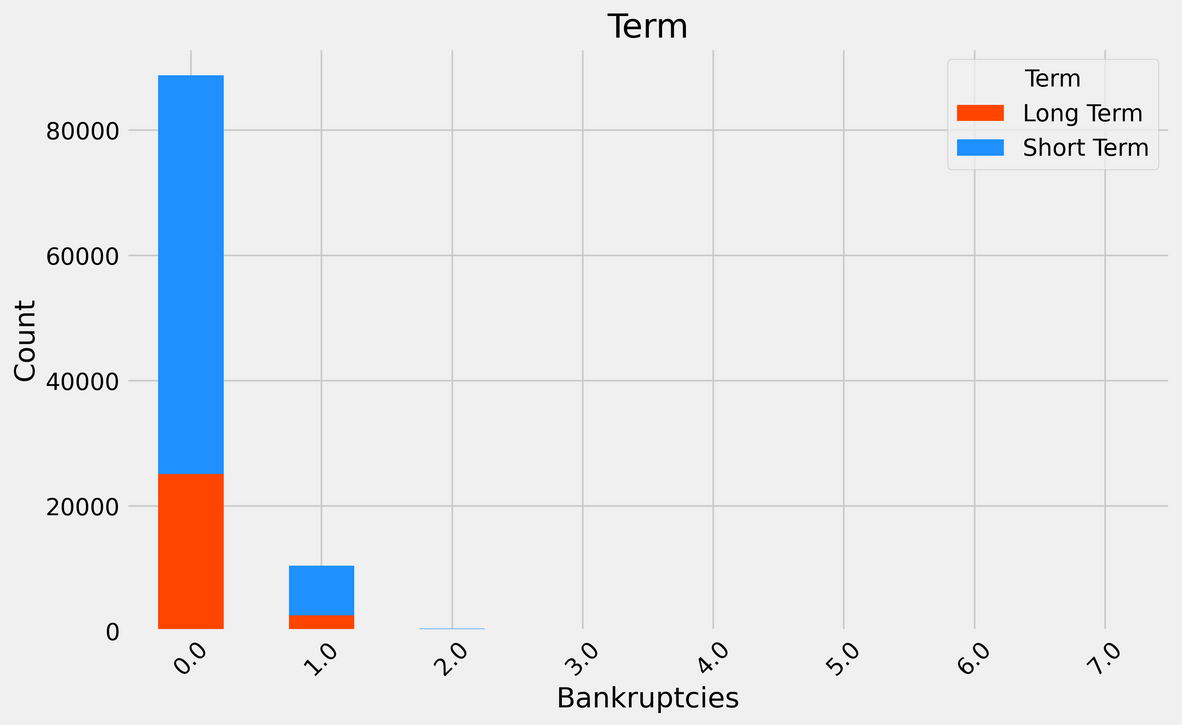 Term
Term
Long Term
Short Term
Count
80000
60000
40000
20000
0
0.0 1.0 2.0 3.0 4.0 5.0 6.0 7.0
Bankruptcies